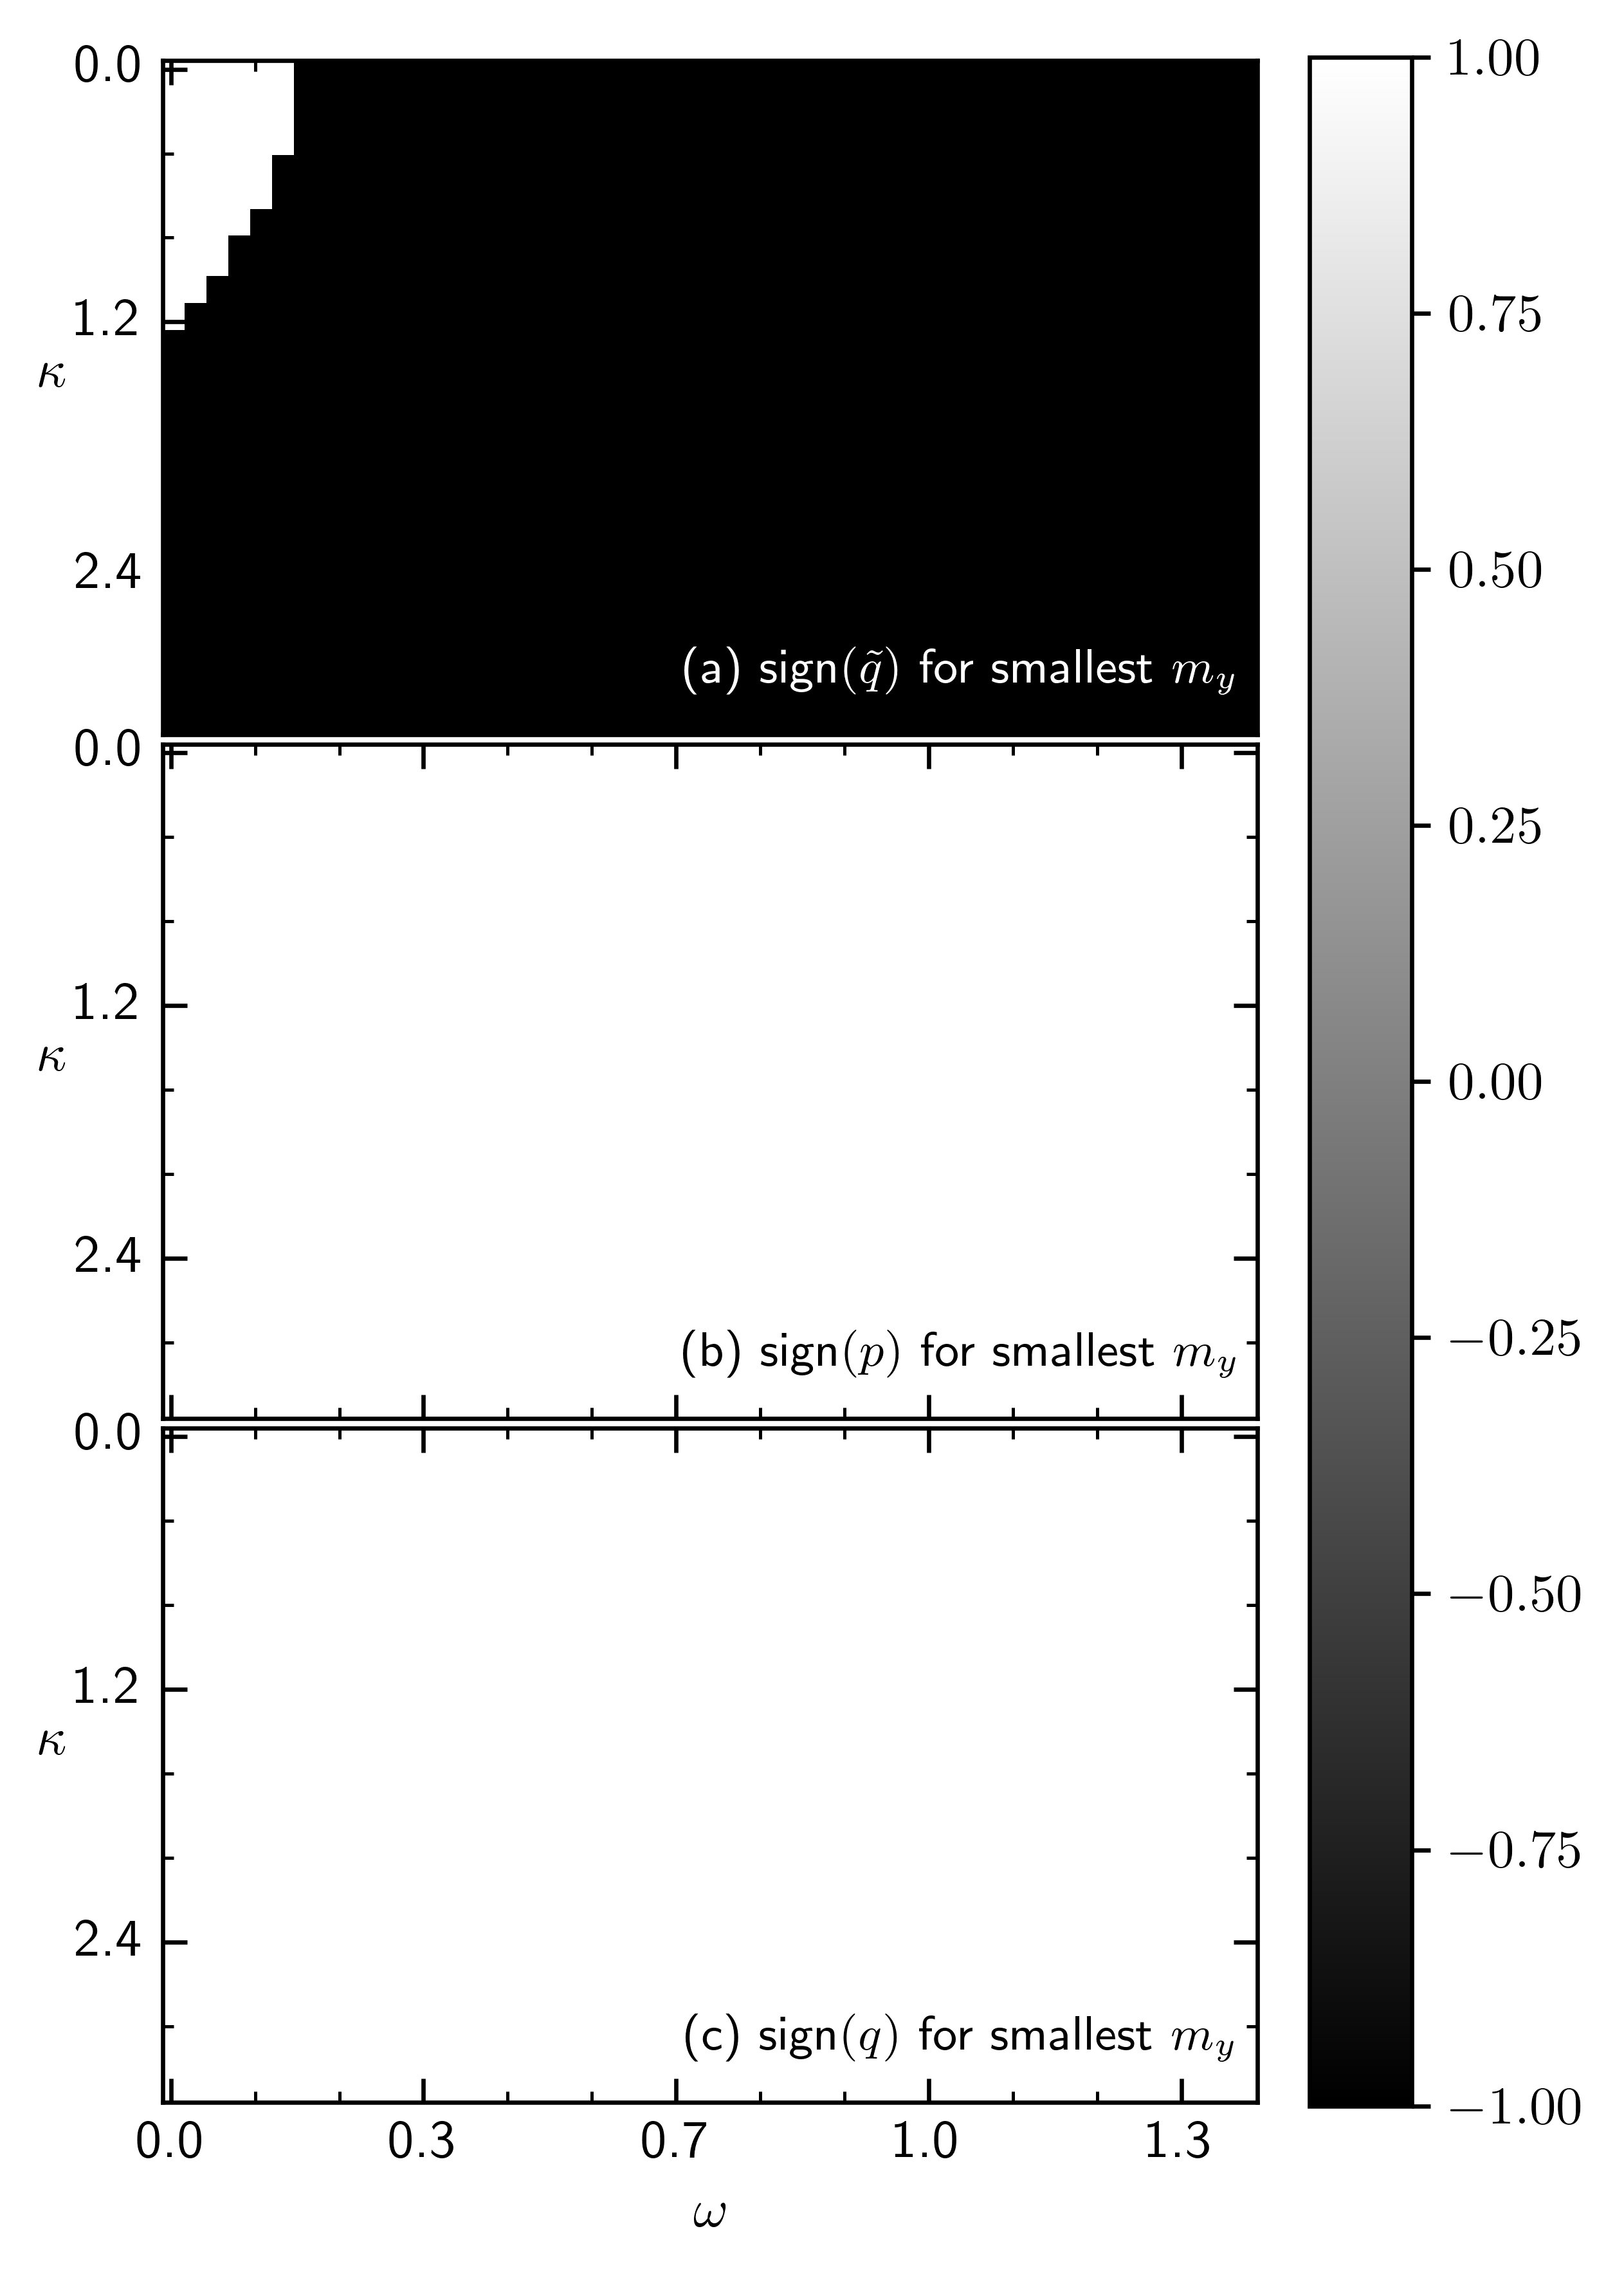 0.0
1.2
κ
2.4
(a) sign(q̃) for smallest m_y
0.0
1.2
κ
2.4
(b) sign(p) for smallest m_y
0.0
1.2
κ
2.4
(c) sign(q) for smallest m_y
0.0 0.3 0.7 1.0 1.3
ω
1.00
0.75
0.50
0.25
0.00
−0.25
−0.50
−0.75
−1.00